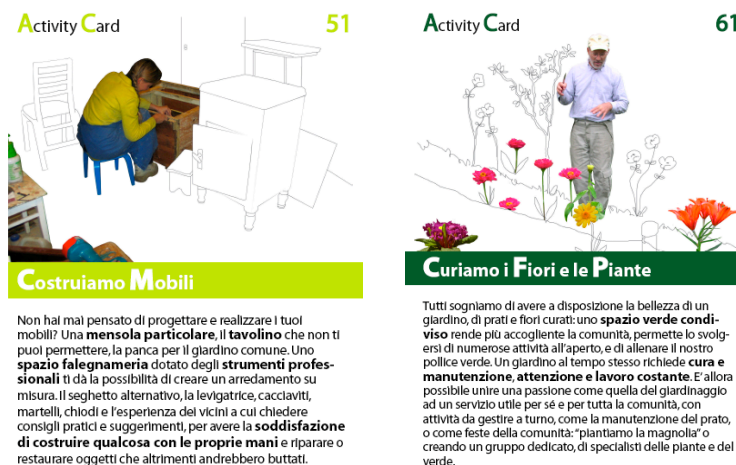 Activity Card 51
Costruiamo Mobili
Non hai mai pensato di progettare e realizzare i tuoi
mobili? Una mensola particolare, il tavolino che non ti
puoi permettere, la panca per il giardino comune. Uno
spazio falegnameria dotato degli strumenti profes-
sionali ti dà la possibilità di creare un arredamento su
misura. Il seghetto alternativo, la levigatrice, cacciaviti,
martelli, chiodi e l'esperienza dei vicini a cui chiedere
consigli pratici e suggerimenti, per avere la soddisfazione
di costruire qualcosa con le proprie mani e riparare o
restaurare oggetti che altrimenti andrebbero buttati.
Activity Card 61
Curiamo i Fiori e le Piante
Tutti sogniamo di avere a disposizione la bellezza di un
giardino, di prati e fiori curati: uno spazio verde condi-
viso rende più accogliente la comunità, permette lo svolg-
ersi di numerose attività all'aperto, e di allenare il nostro
pollice verde. Un giardino al tempo stesso richiede cura e
manutenzione, attenzione e lavoro costante. E' allora
possibile unire una passione come quella del giardinaggio
ad un servizio utile per sé e per tutta la comunità, con
attività da gestire a turno, come la manutenzione del prato,
o come feste della comunità: "piantiamo la magnolia" o
creando un gruppo dedicato, di specialisti delle piante e del
verde.